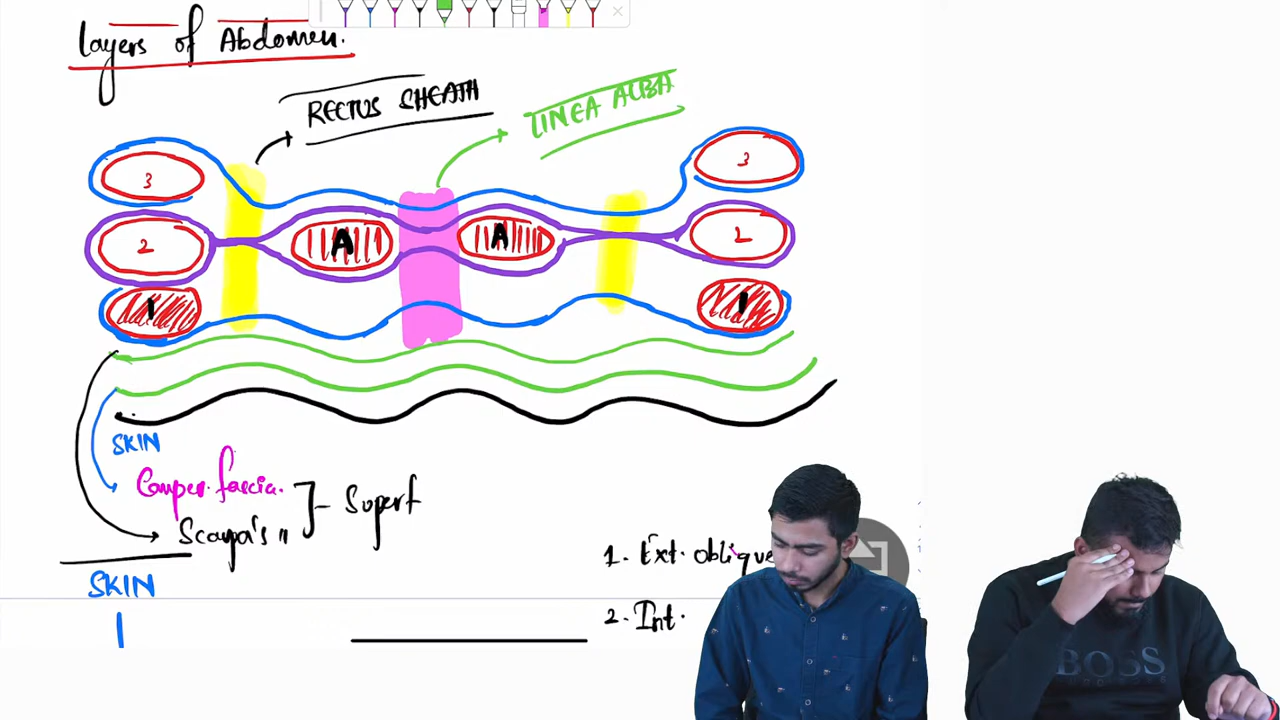 Layers of Abdomen.
RECTUS SHEATH
LINEA ALBA
3
3
2
A
A
2
1
1
SKIN
Camper. fascia.
Scarpa's "
Superf
SKIN
1. Ext. oblique
2. Int.
BOSS